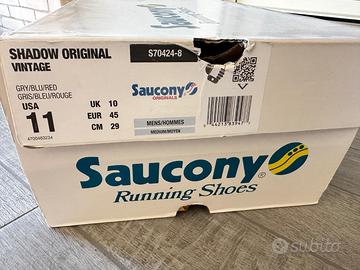 SHADOW ORIGINAL
VINTAGE
S70424-8
GRY/BLU/RED
GRIS/BLEU/ROUGE
USA
11
UK 10
EUR 45
CM 29
4700463234
Saucony
ORIGINALS
MENS/HOMMES
MEDIUM/MOYEN
Saucony®
Running Shoes
subito